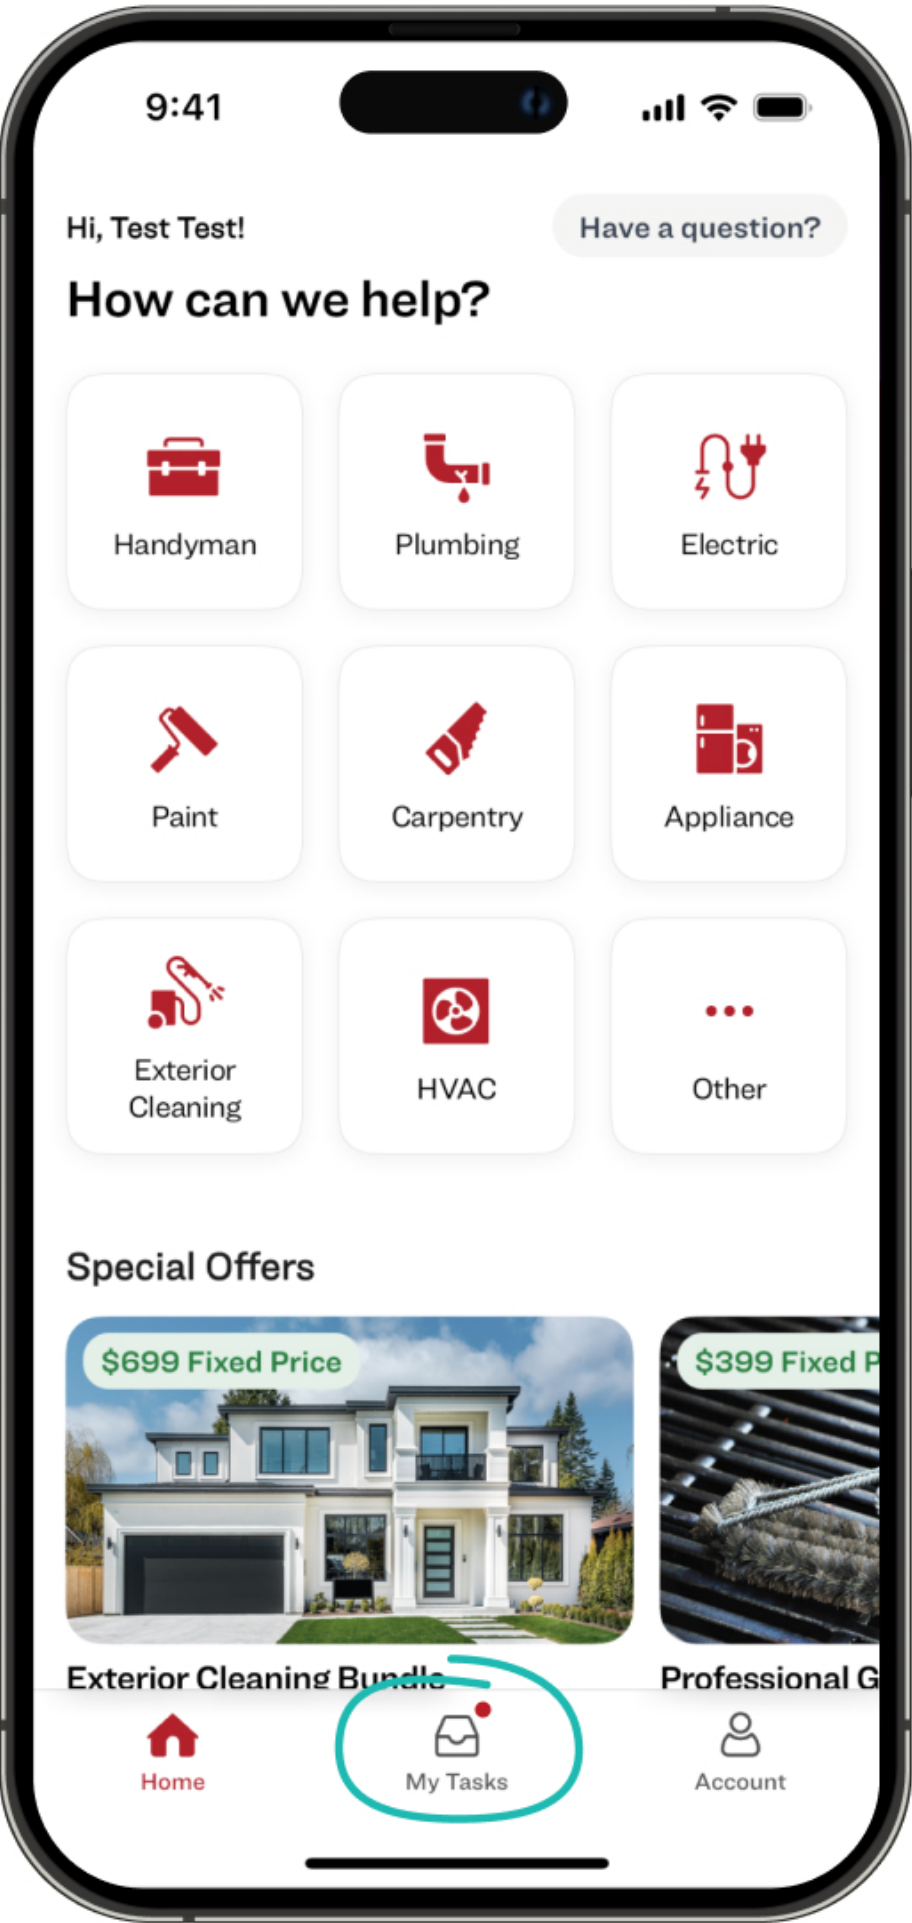 9:41
Hi, Test Test!
Have a question?
How can we help?
Handyman
Plumbing
Electric
Paint
Carpentry
Appliance
Exterior
Cleaning
HVAC
Other
Special Offers
$699 Fixed Price
$399 Fixed P
Exterior Cleaning Bundle
Professional G
Home
My Tasks
Account